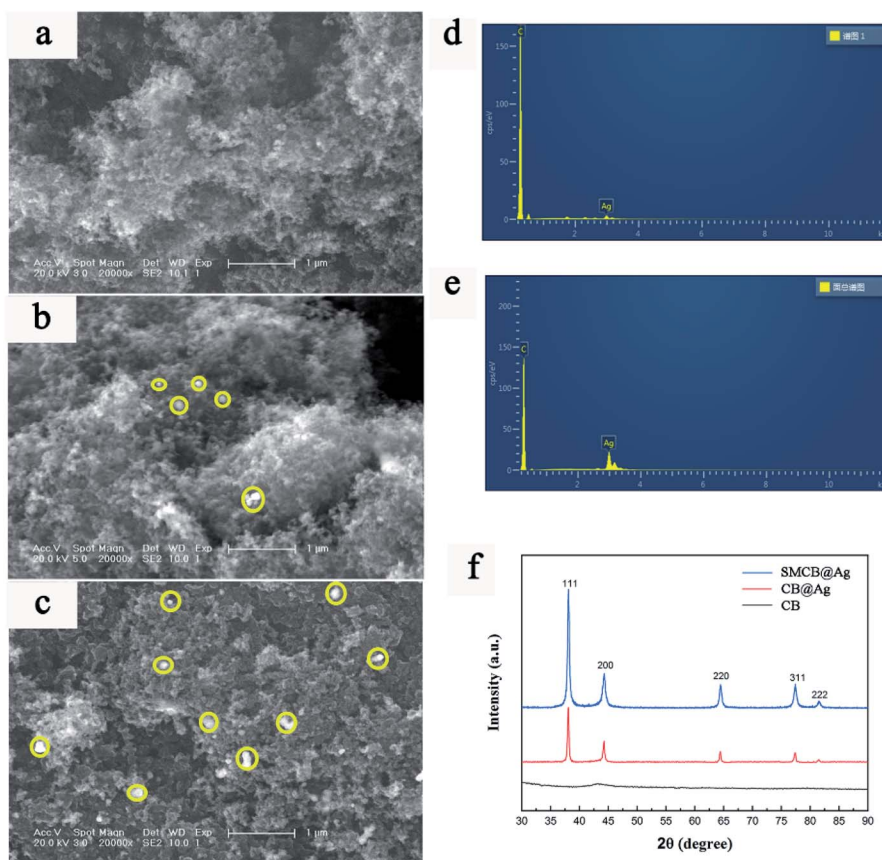 a
Acc.V Spot Magn Det WD Exp
20.0 kV 3.0 20000x SE2 10.1 1
1 μm
b
Acc.V Spot Magn Det WD Exp
20.0 kV 5.0 20000x SE2 10.0 1
1 μm
c
Acc.V Spot Magn Det WD Exp
20.0 kV 3.0 20000x SE2 10.0 1
1 μm
d
谱图 1
C
150
100
50
0
cps/eV
Ag
2 4 6 8 10
e
面总谱图
C
200
150
100
50
0
cps/eV
Ag
2 4 6 8 10
f
SMCB@Ag
CB@Ag
CB
111
200
220
311
222
Intensity (a.u.)
30 35 40 45 50 55 60 65 70 75 80 85 90
2θ (degree)